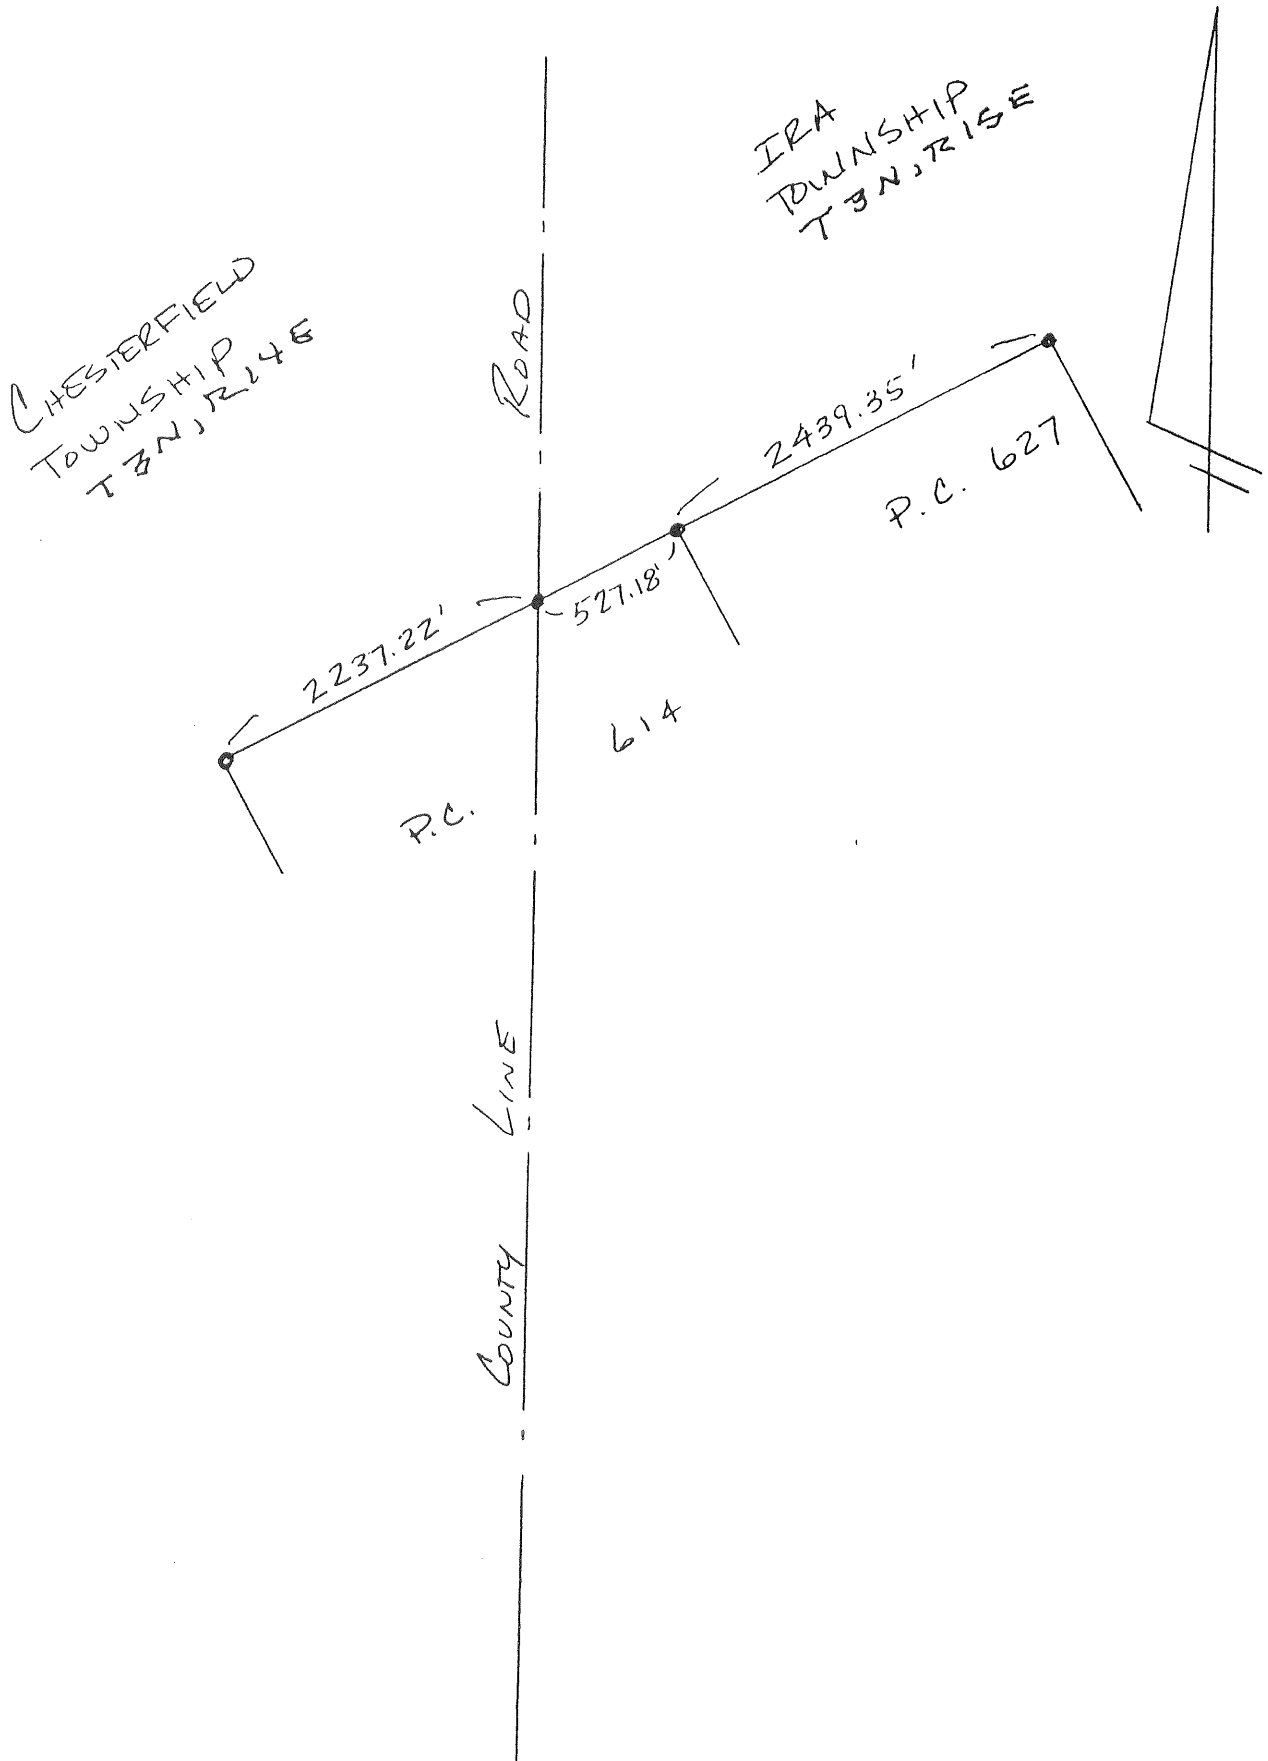 IRA
TOWNSHIP
T3N, R15E
CHESTERFIELD
TOWNSHIP
T3N, R14E
ROAD
2439.35'
P.C. 627
527.18'
2237.22'
614
P.C.
LINE
COUNTY